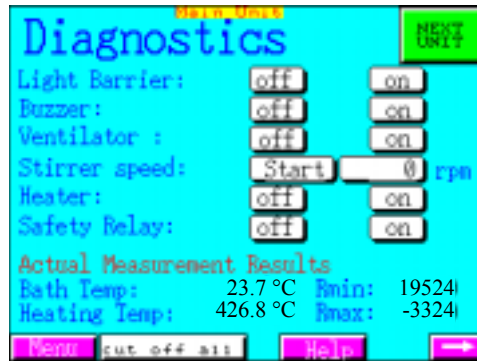 Main Unit
Diagnostics NEXT UNIT
Light Barrier: off on
Buzzer: off on
Ventilator : off on
Stirrer speed: Start 0 rpm
Heater: off on
Safety Relay: off on
Actual Measurement Results
Bath Temp: 23.7 °C Rmin: 19524
Heating Temp: 426.8 °C Rmax: -3324
Menu cut off all Help →